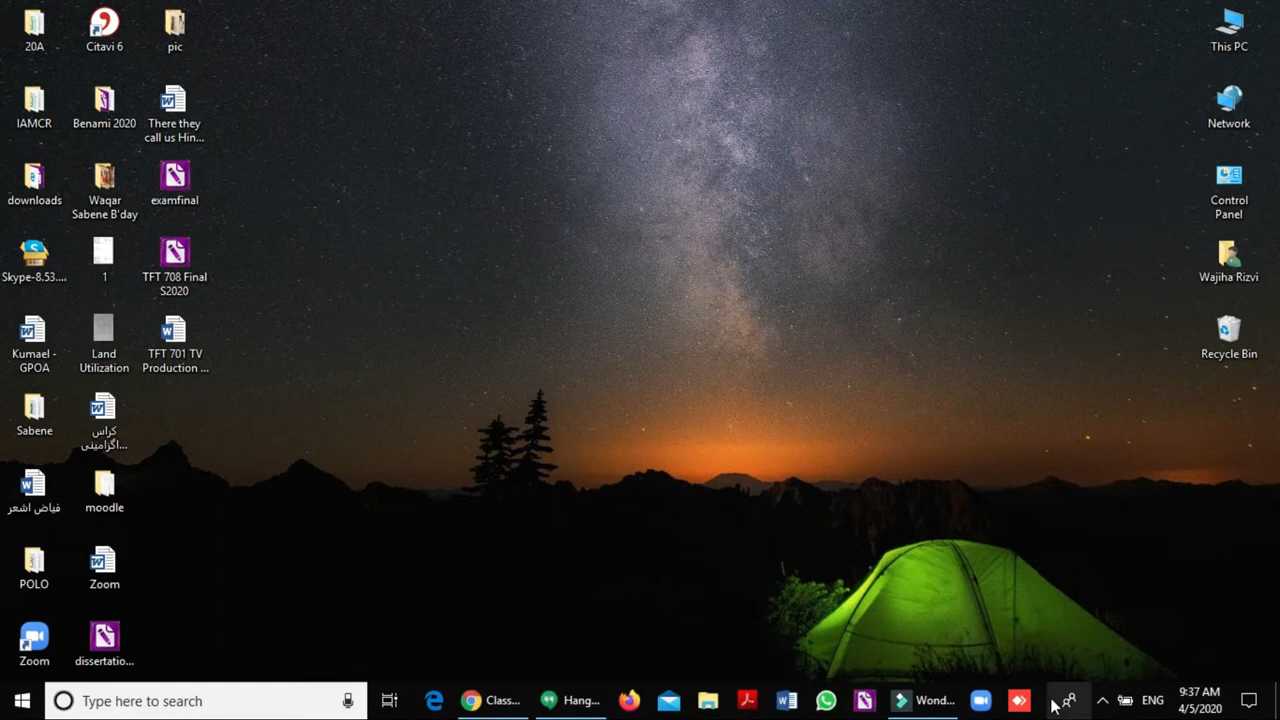 20A
Citavi 6
pic
IAMCR
Benami 2020
There they
call us Hin...
downloads
Waqar
Sabene B'day
examfinal
Skype-8.53....
1
TFT 708 Final
S2020
Kumael -
GPOA
Land
Utilization
TFT 701 TV
Production ...
Sabene
كراس
اگزامينى...
فياض اشعر
moodle
POLO
Zoom
Zoom
dissertatio...
This PC
Network
Control
Panel
Wajiha Rizvi
Recycle Bin
Type here to search
Class...
Hang...
Wond...
ENG
9:37 AM
4/5/2020